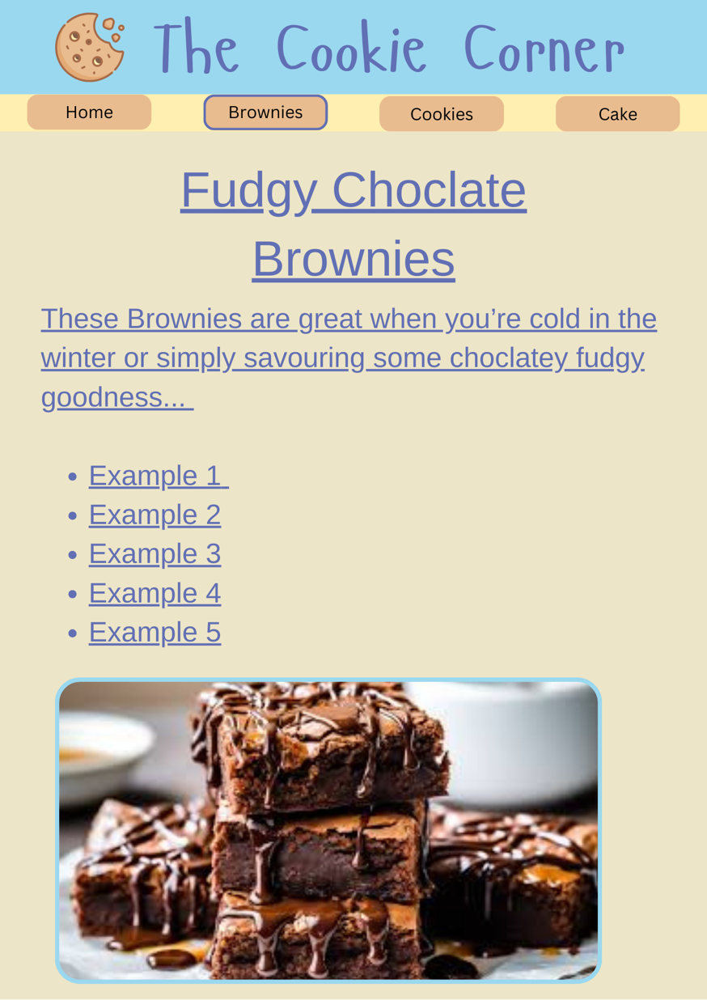 The Cookie Corner
Home Brownies Cookies Cake
Fudgy Choclate
Brownies
These Brownies are great when you’re cold in the
winter or simply savouring some choclatey fudgy
goodness...
• Example 1
• Example 2
• Example 3
• Example 4
• Example 5